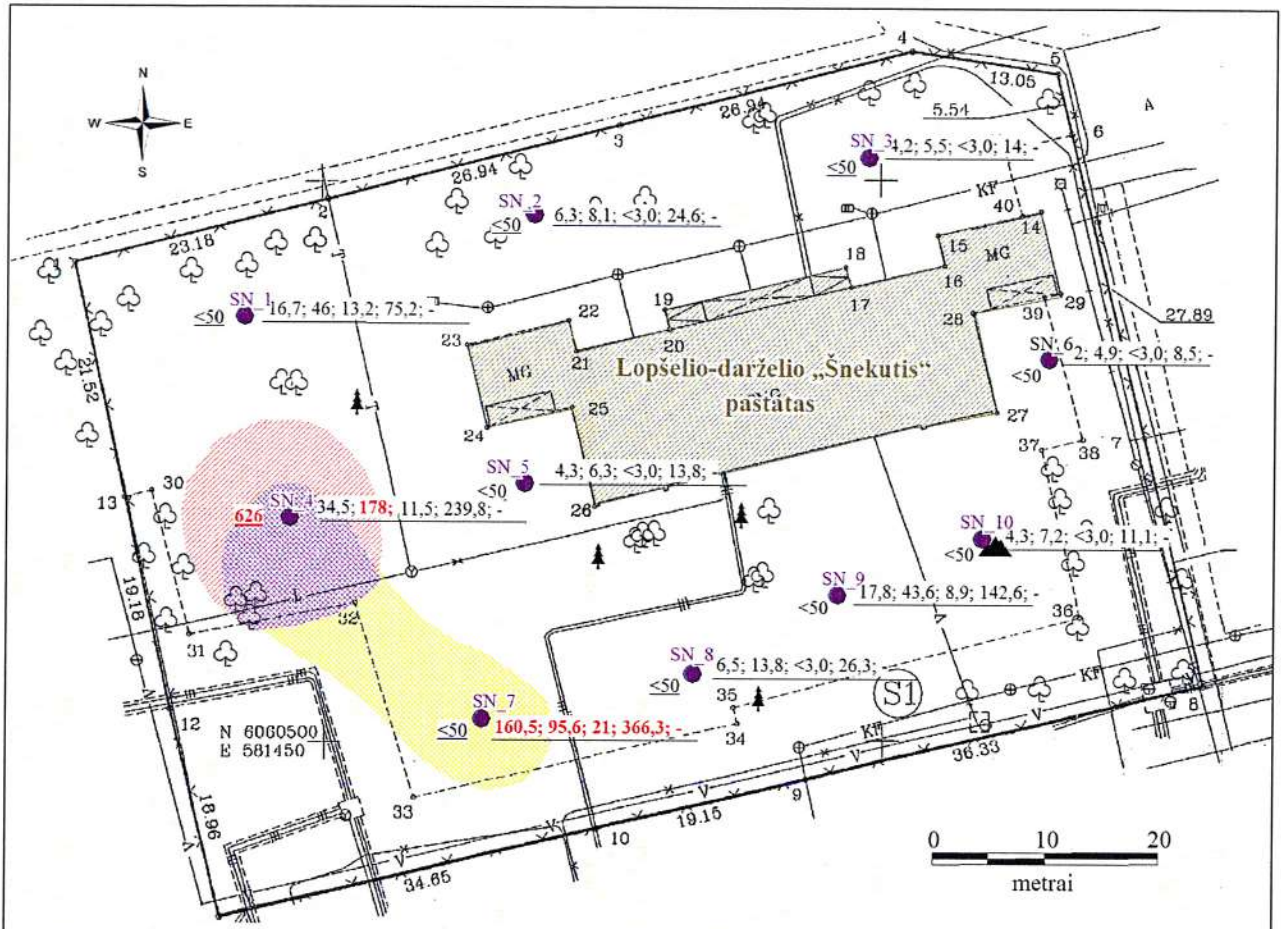 N
W E
S
4
5
13.05
26.94
5.54
A
6
3
SN_3
4,2; 5,5; <3,0; 14; -
<50
26.94
KF
2
SN_2
6,3; 8,1; <3,0; 24,6; -
<50
40
14
23.18
15
MG
1
18
16
17
SN_1
16,7; 46; 13,2; 75,2; -
<50
19
29
39
22
28
27.89
23
21
20
SN_6
2; 4,9; <3,0; 8,5; -
<50
MG
Lopšelio-darželio „Šnekutis“
pastatas
21.52
25
24
27
37
38
7
30
SN_5
4,3; 6,3; <3,0; 13,8; -
<50
13
26
SN_4
34,5; 178; 11,5; 239,8; -
626
SN_10
4,3; 7,2; <3,0; 11,1; -
<50
19.18
L
SN_9
17,8; 43,6; 8,9; 142,6; -
<50
32
36
31
SN_8
6,5; 13,8; <3,0; 26,3; -
<50
S1
KF
35
34
8
12
SN_7
160,5; 95,6; 21; 366,3; -
<50
N 6060500
E 581450
KF
V
V
36.33
33
9
18.96
V
19.15
V
10
V
34.65
0 10 20
metrai